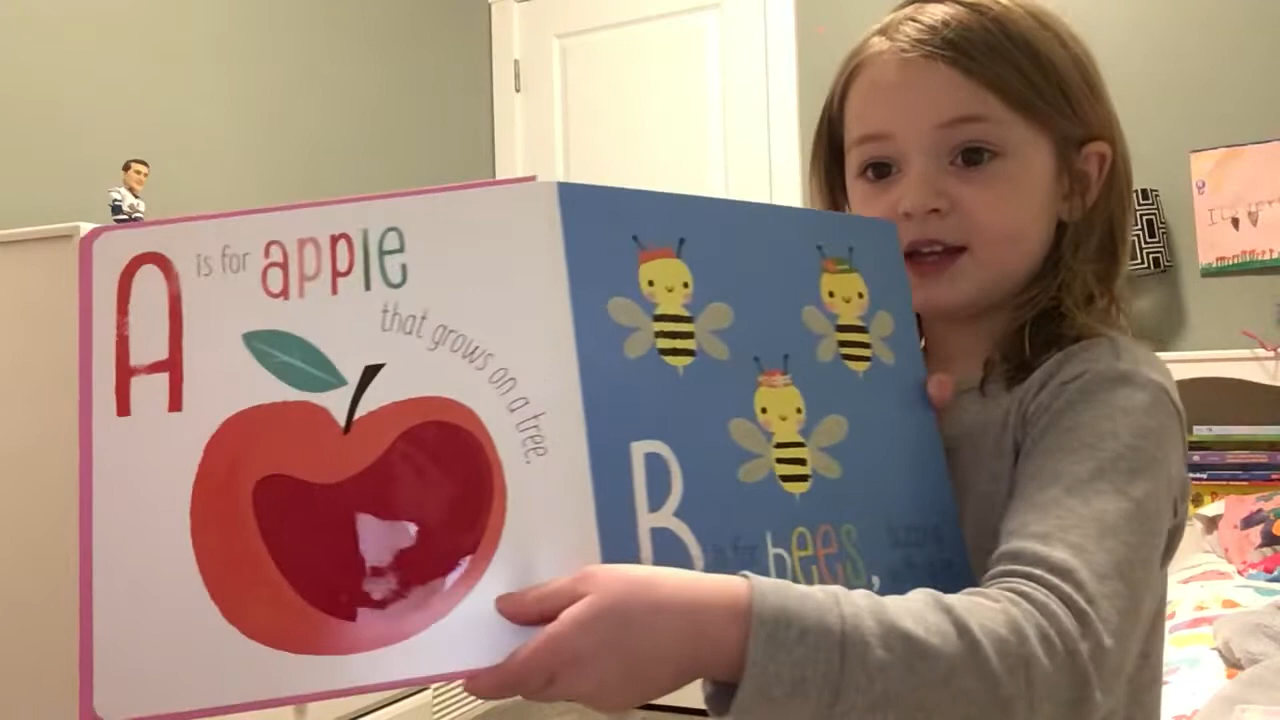 A is for apple
that grows on a tree.
B is for bees,